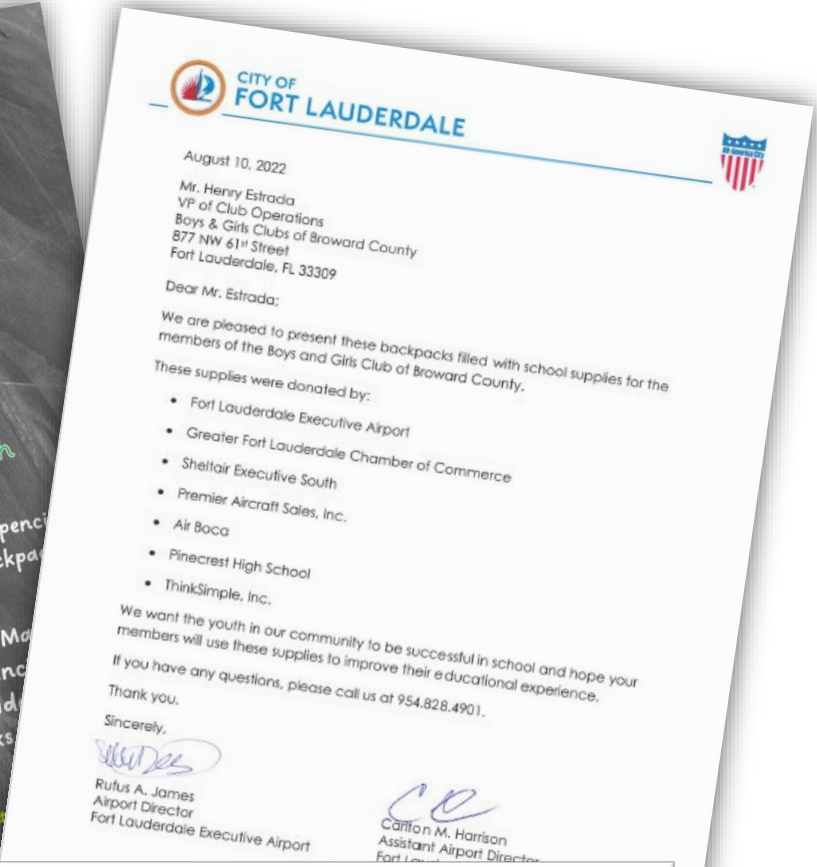 CITY OF
FORT LAUDERDALE
All-America City
August 10, 2022
Mr. Henry Estrada
VP of Club Operations
Boys & Girls Clubs of Broward County
877 NW 61st Street
Fort Lauderdale, FL 33309
Dear Mr. Estrada;
We are pleased to present these backpacks filled with school supplies for the
members of the Boys and Girls Club of Broward County.
These supplies were donated by:
• Fort Lauderdale Executive Airport
• Greater Fort Lauderdale Chamber of Commerce
• Sheltair Executive South
• Premier Aircraft Sales, Inc.
• Air Boca
• Pinecrest High School
• ThinkSimple, Inc.
We want the youth in our community to be successful in school and hope your
members will use these supplies to improve their educational experience.
If you have any questions, please call us at 954.828.4901.
Thank you,
Sincerely,
Rufus A. James
Airport Director
Fort Lauderdale Executive Airport
Carlton M. Harrison
Assistant Airport Director
Fort